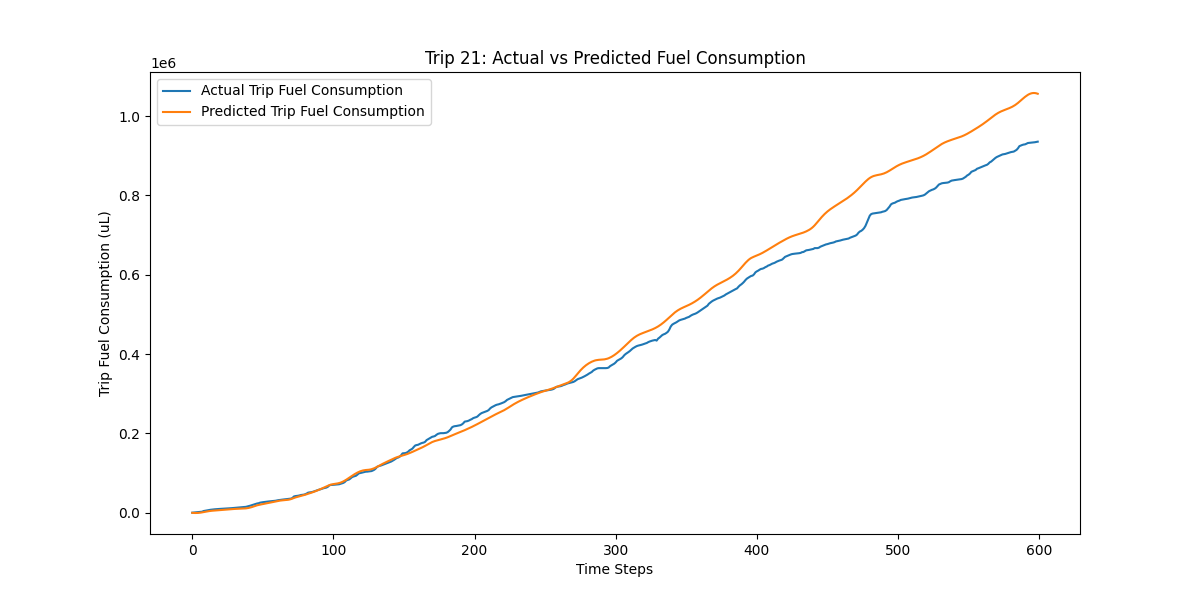 Trip 21: Actual vs Predicted Fuel Consumption
1e6
Actual Trip Fuel Consumption
Predicted Trip Fuel Consumption
1.0
0.8
0.6
0.4
0.2
0.0
Trip Fuel Consumption (uL)
0 100 200 300 400 500 600
Time Steps